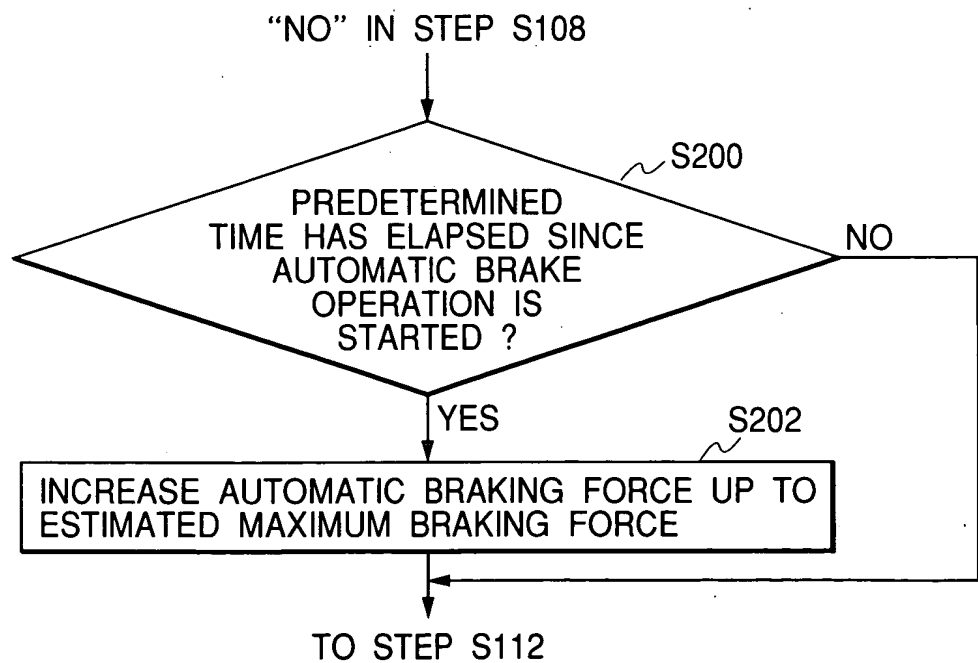 “NO” IN STEP S108
S200
PREDETERMINED
TIME HAS ELAPSED SINCE
AUTOMATIC BRAKE
OPERATION IS
STARTED ?
NO
YES
S202
INCREASE AUTOMATIC BRAKING FORCE UP TO
ESTIMATED MAXIMUM BRAKING FORCE
TO STEP S112